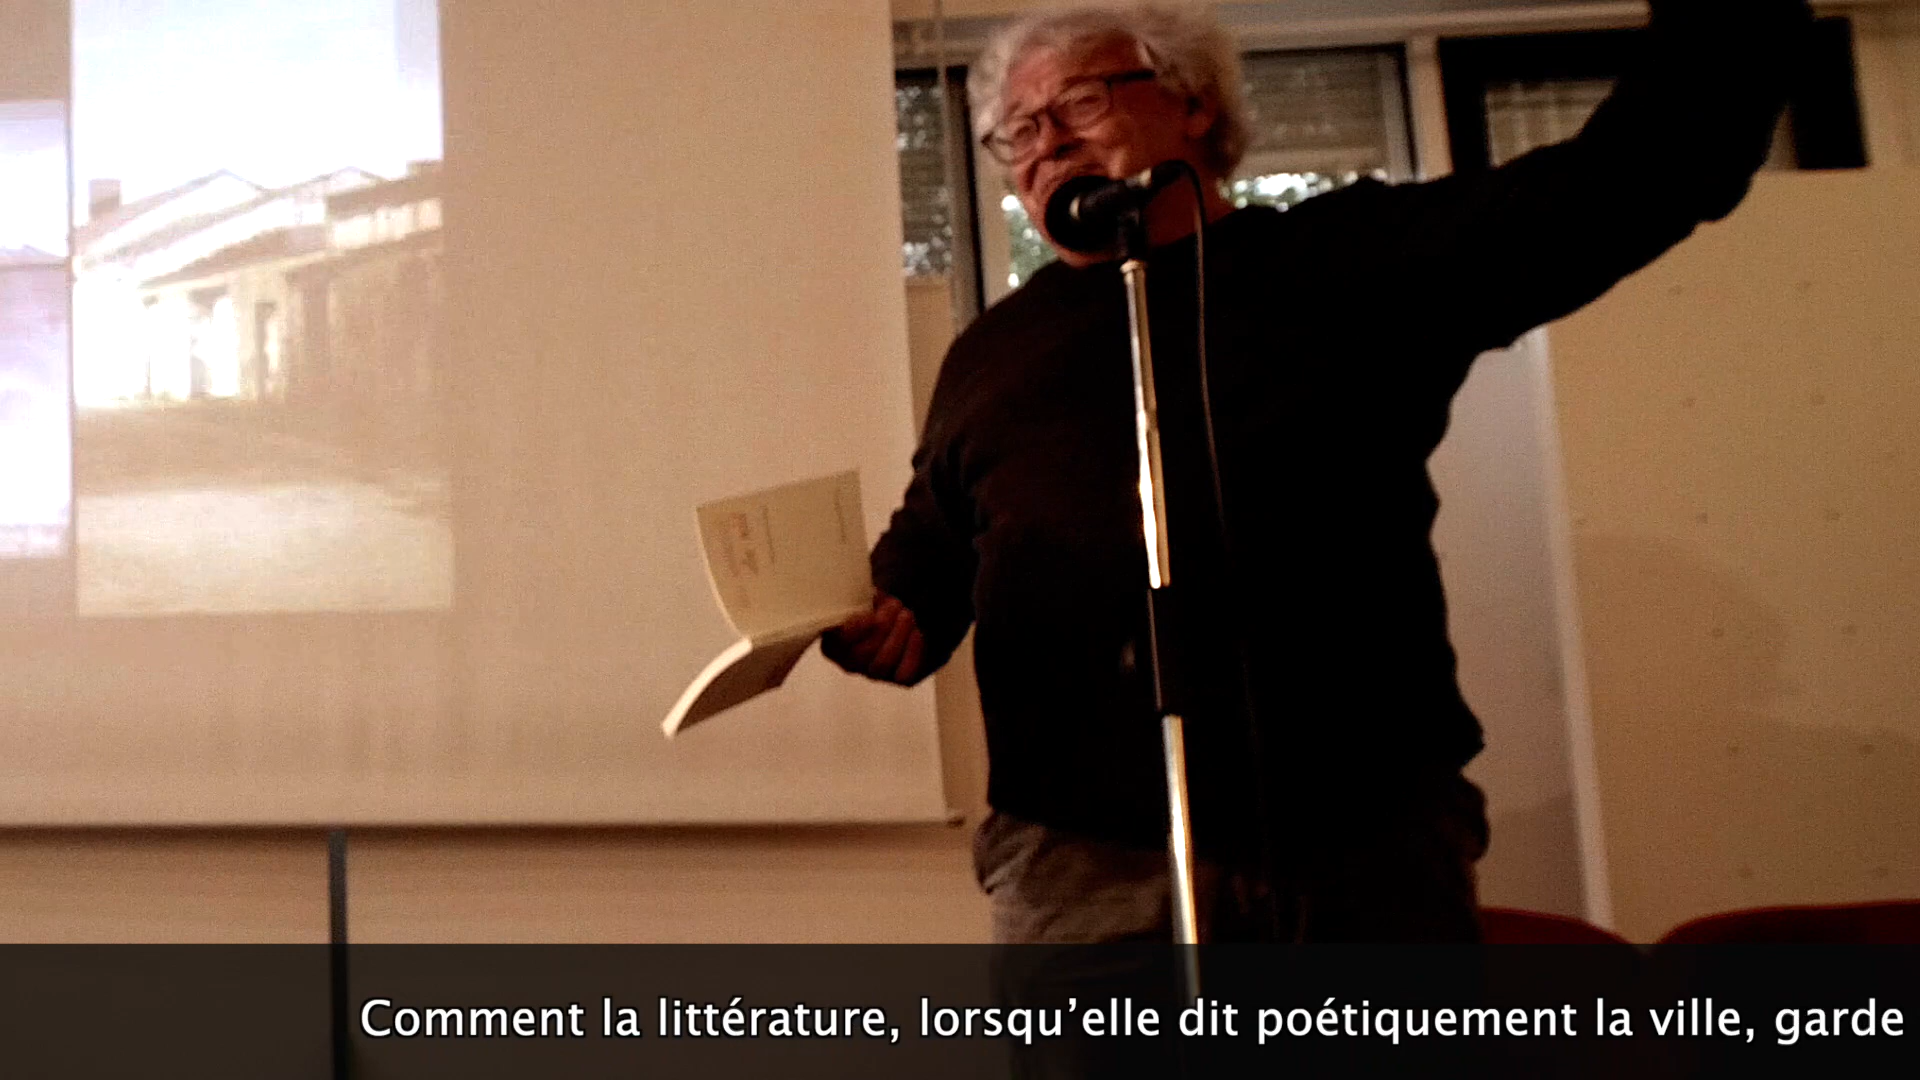 Comment la littérature, lorsqu’elle dit poétiquement la ville, garde